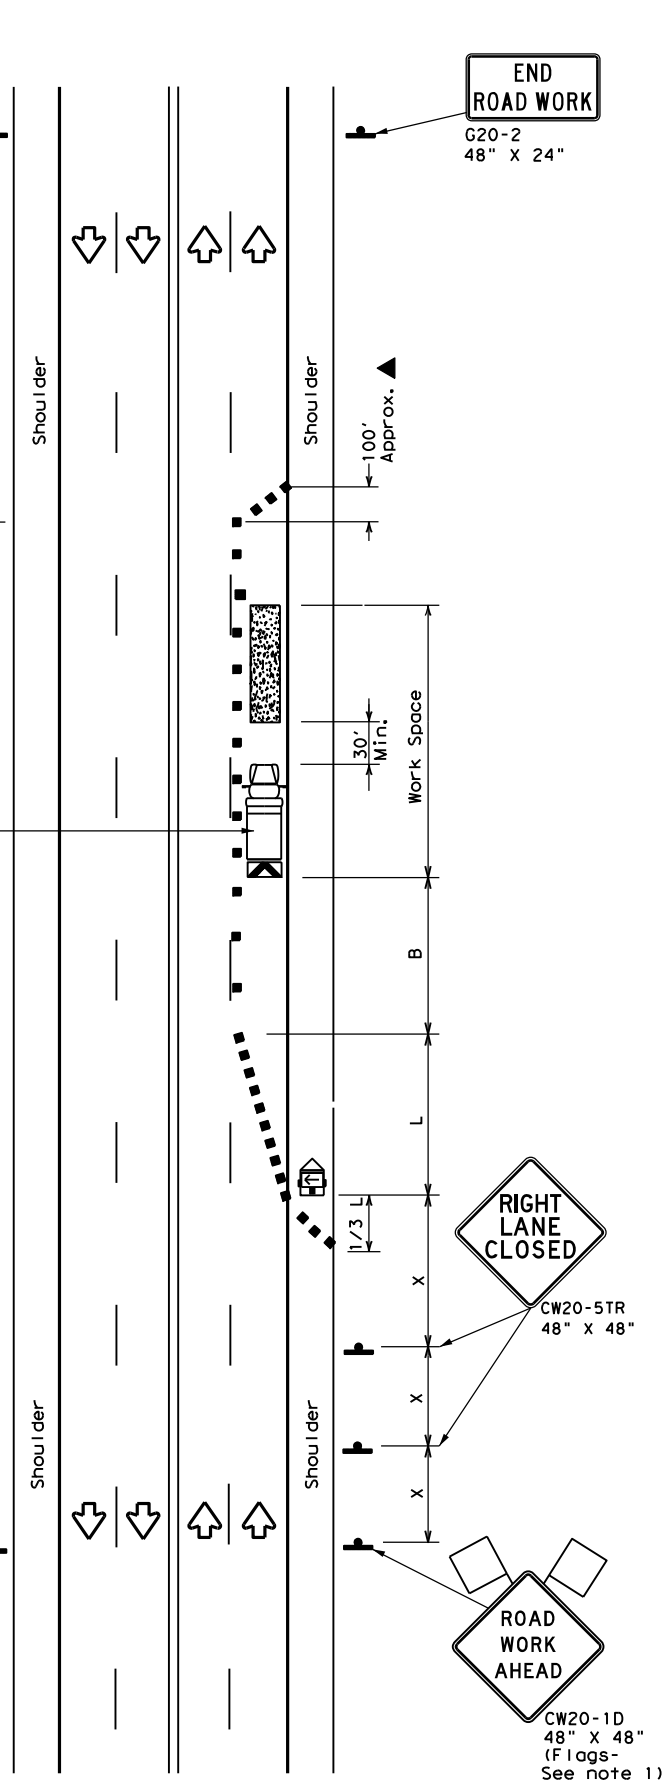 END
ROAD WORK
G20-2
48" X 24"
Shoulder
Shoulder
100'
Approx.
Work Space
30'
Min.
B
L
1/3 L
RIGHT
LANE
CLOSED
X
CW20-5TR
48" X 48"
X
Shoulder
Shoulder
X
ROAD
WORK
AHEAD
CW20-1D
48" X 48"
(Flags-
See note 1)